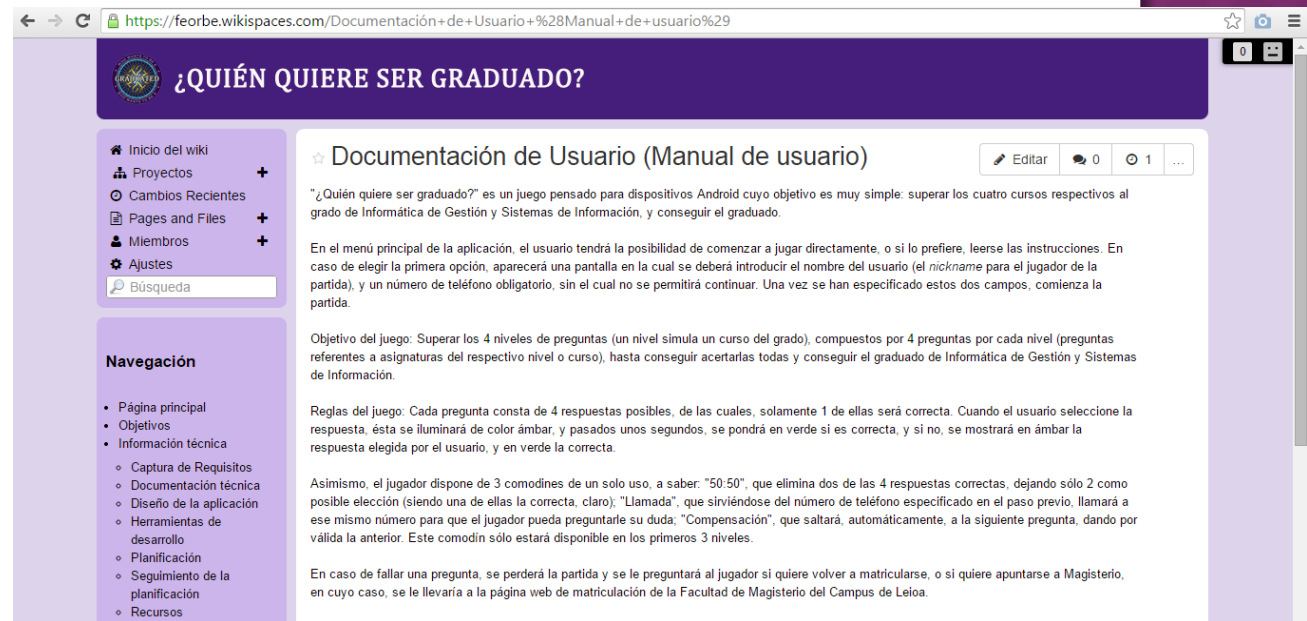 https://feorbe.wikispaces.com/Documentación+de+Usuario+%28Manual+de+usuario%29
0
GRADUATED
¿QUIÉN QUIERE SER GRADUADO?
Inicio del wiki
Proyectos +
Cambios Recientes
Pages and Files +
Miembros +
Ajustes
Búsqueda
Navegación
• Página principal
• Objetivos
• Información técnica
Captura de Requisitos
Documentación técnica
Diseño de la aplicación
Herramientas de
desarrollo
Planificación
Seguimiento de la
planificación
Recursos
Documentación de Usuario (Manual de usuario)
Editar 0 1 ...
"¿Quién quiere ser graduado?" es un juego pensado para dispositivos Android cuyo objetivo es muy simple: superar los cuatro cursos respectivos al
grado de Informática de Gestión y Sistemas de Información, y conseguir el graduado.
En el menú principal de la aplicación, el usuario tendrá la posibilidad de comenzar a jugar directamente, o si lo prefiere, leerse las instrucciones. En
caso de elegir la primera opción, aparecerá una pantalla en la cual se deberá introducir el nombre del usuario (el nickname para el jugador de la
partida), y un número de teléfono obligatorio, sin el cual no se permitirá continuar. Una vez se han especificado estos dos campos, comienza la
partida.
Objetivo del juego: Superar los 4 niveles de preguntas (un nivel simula un curso del grado), compuestos por 4 preguntas por cada nivel (preguntas
referentes a asignaturas del respectivo nivel o curso), hasta conseguir acertarlas todas y conseguir el graduado de Informática de Gestión y Sistemas
de Información.
Reglas del juego: Cada pregunta consta de 4 respuestas posibles, de las cuales, solamente 1 de ellas será correcta. Cuando el usuario seleccione la
respuesta, ésta se iluminará de color ámbar, y pasados unos segundos, se pondrá en verde si es correcta, y si no, se mostrará en ámbar la
respuesta elegida por el usuario, y en verde la correcta.
Asimismo, el jugador dispone de 3 comodines de un solo uso, a saber: "50:50", que elimina dos de las 4 respuestas correctas, dejando sólo 2 como
posible elección (siendo una de ellas la correcta, claro); "Llamada", que sirviéndose del número de teléfono especificado en el paso previo, llamará a
ese mismo número para que el jugador pueda preguntarle su duda; "Compensación", que saltará, automáticamente, a la siguiente pregunta, dando por
válida la anterior. Este comodín sólo estará disponible en los primeros 3 niveles.
En caso de fallar una pregunta, se perderá la partida y se le preguntará al jugador si quiere volver a matricularse, o si quiere apuntarse a Magisterio,
en cuyo caso, se le llevaría a la página web de matriculación de la Facultad de Magisterio del Campus de Leioa.